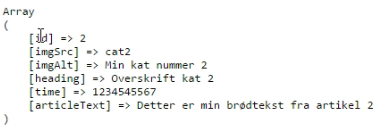 Array
(
[id] => 2
[imgSrc] => cat2
[imgAlt] => Min kat nummer 2
[heading] => Overskrift kat 2
[time] => 1234545567
[articleText] => Detter er min brødtekst fra artikel 2
)